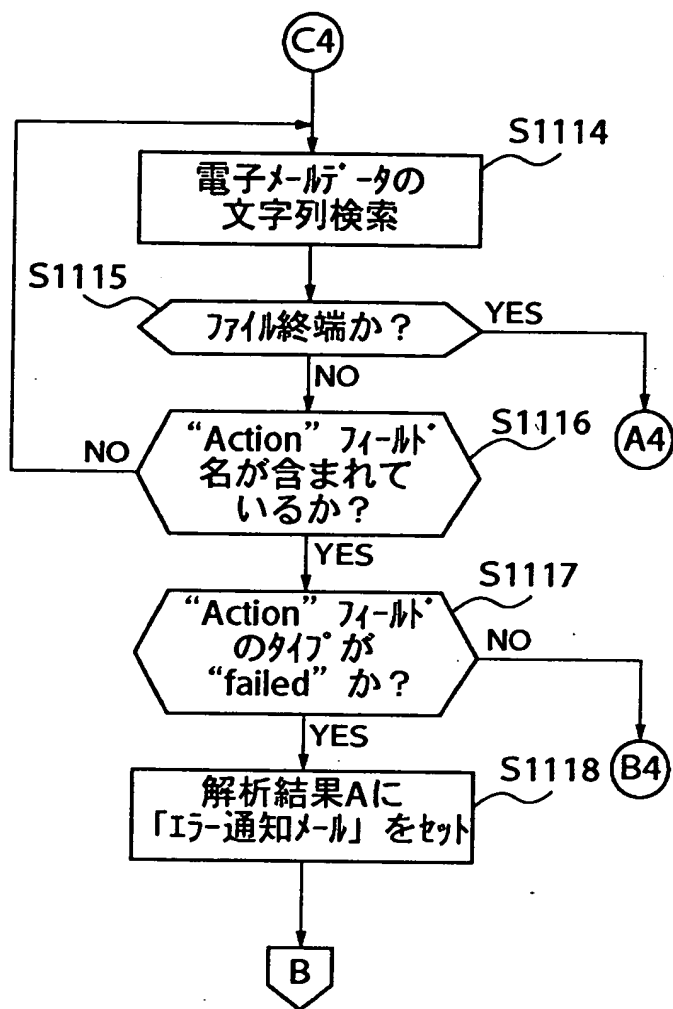 C4
S1114
電子ﾒｰﾙﾃﾞｰﾀの
文字列検索
S1115
ﾌｧｲﾙ終端か？
YES
NO
A4
S1116
“Action” ﾌｨｰﾙﾄﾞ
名が含まれて
いるか？
NO
YES
S1117
“Action” ﾌｨｰﾙﾄﾞ
のﾀｲﾌﾟが
“failed” か？
NO
YES
B4
S1118
解析結果Aに
「ｴﾗｰ通知ﾒｰﾙ」をｾｯﾄ
B